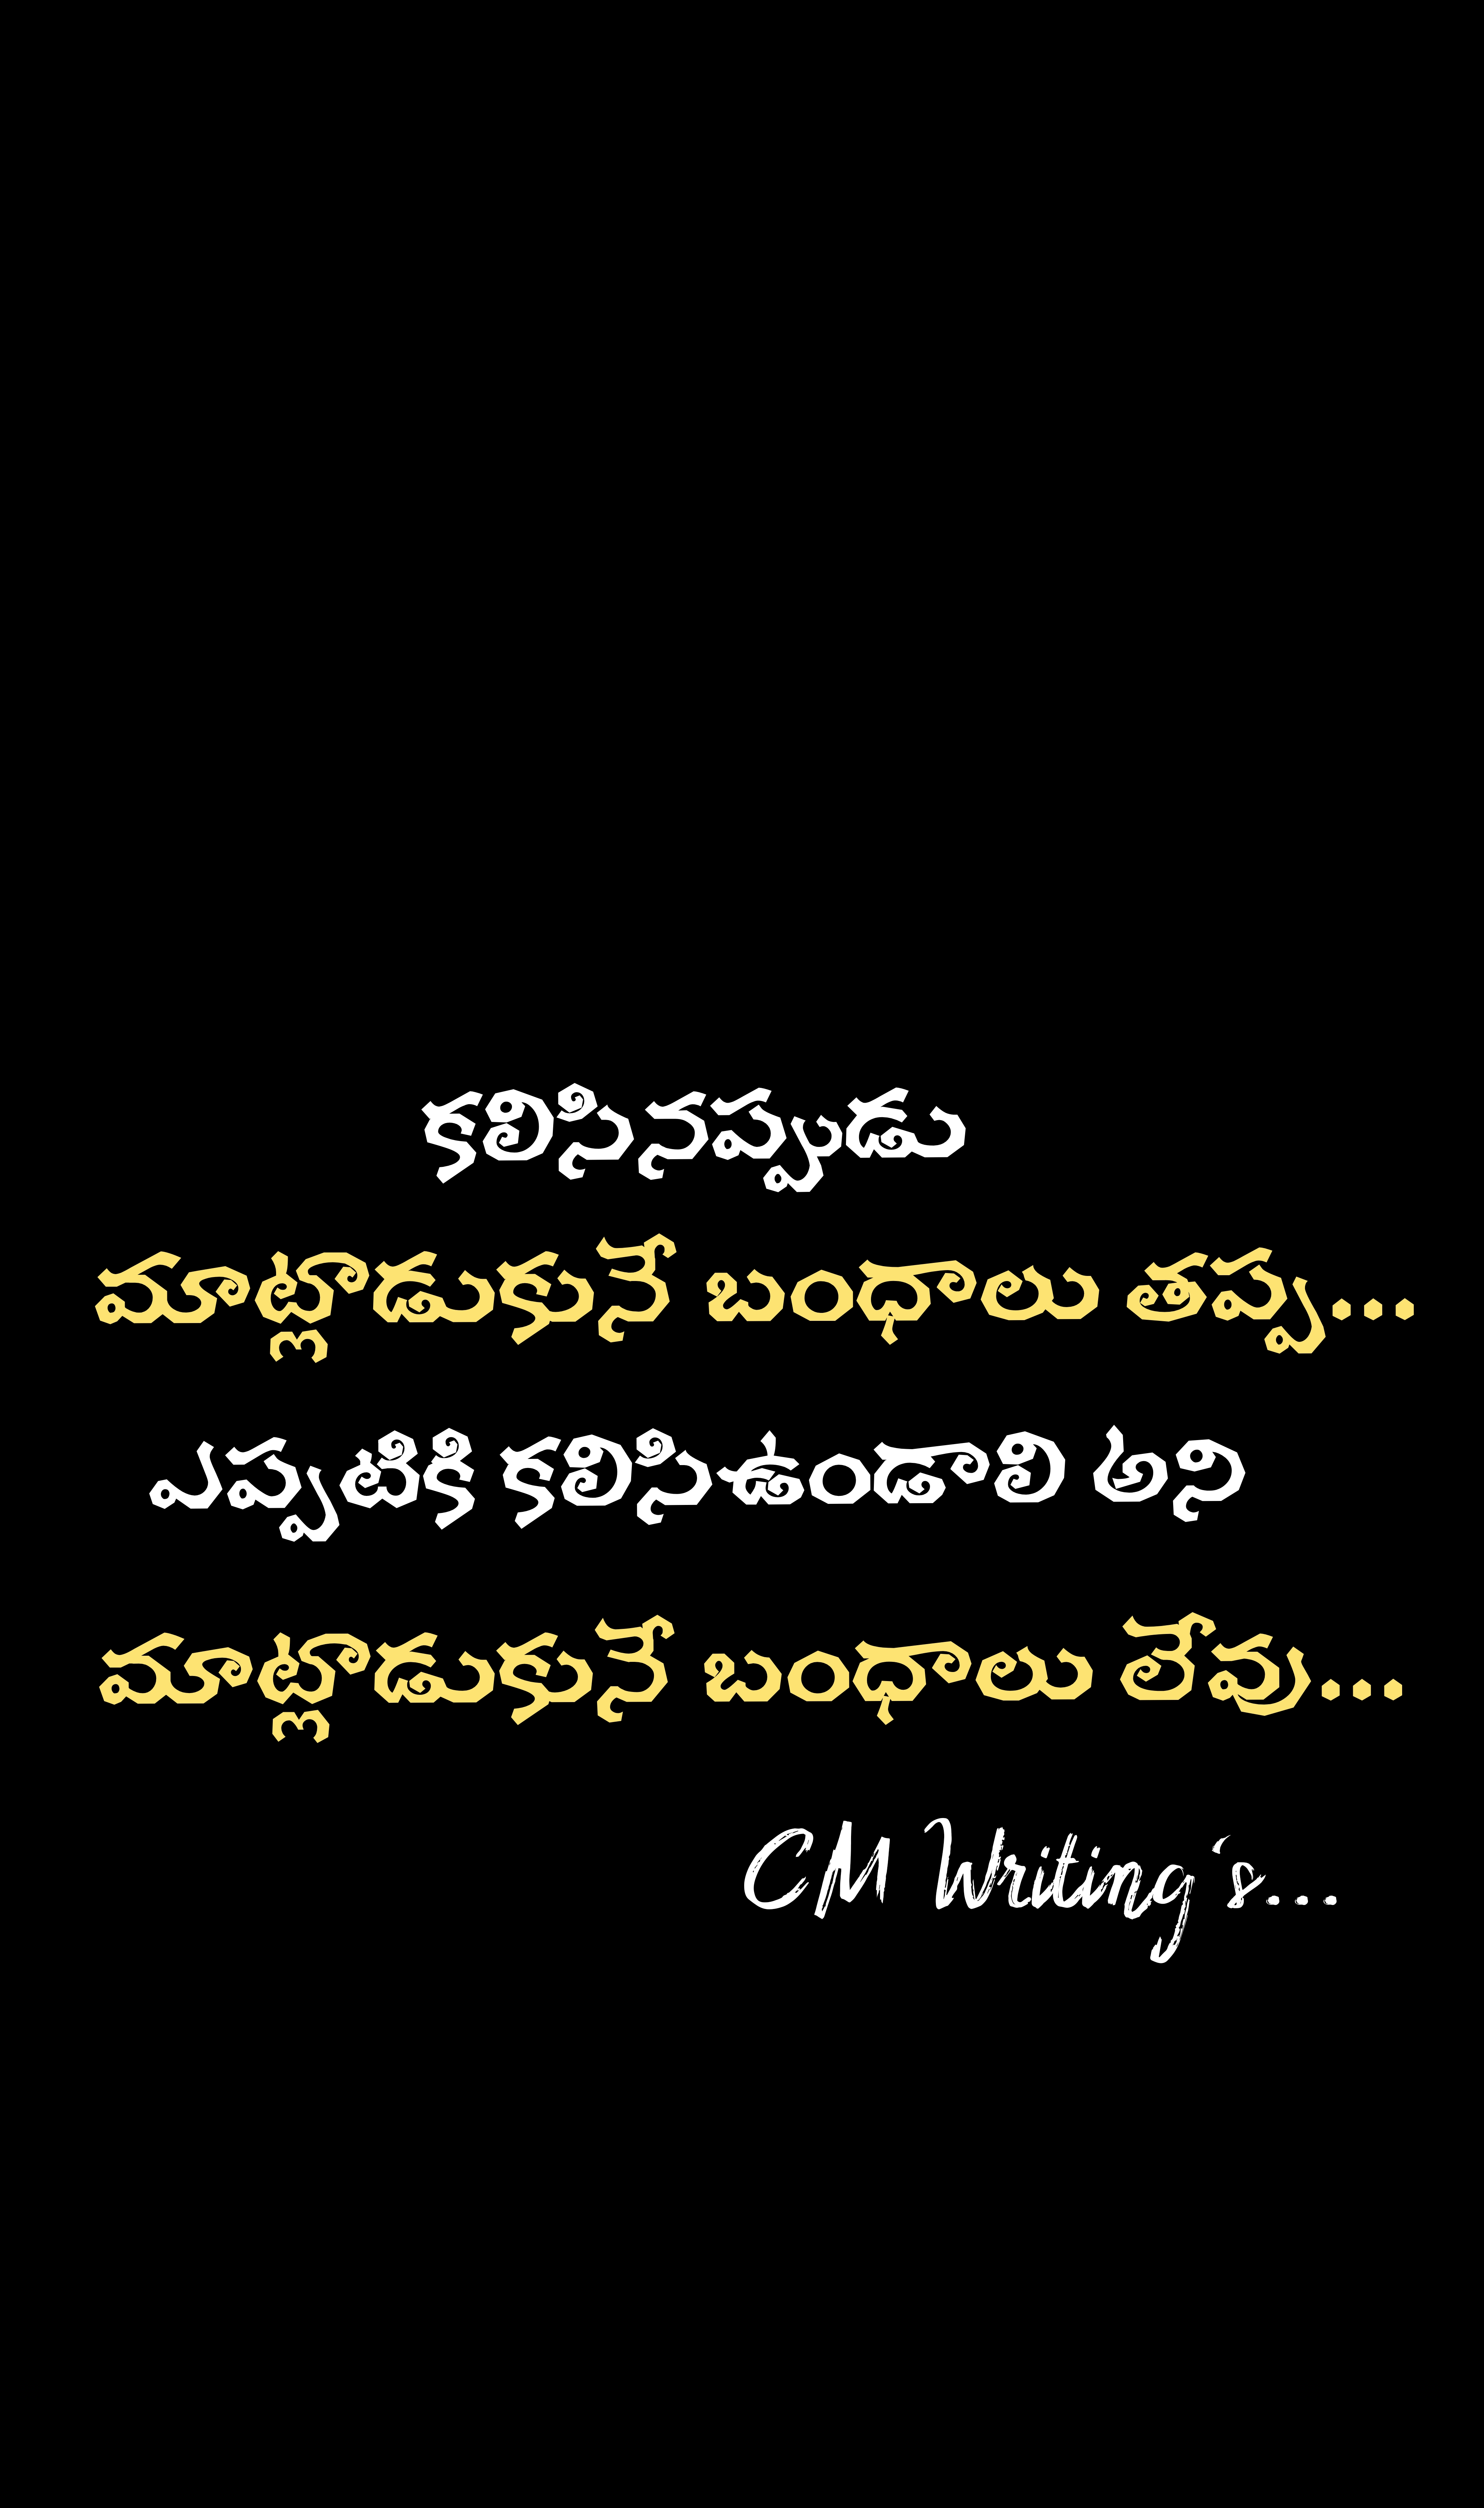 కలిసినప్పుడు
మాట్లాడుకునే బంధాలు తప్ప...
ఎప్పటికి కలిసి ఉండాలి అని
మాట్లాడుకునే బంధాలు లేవు...
CM Writing's...